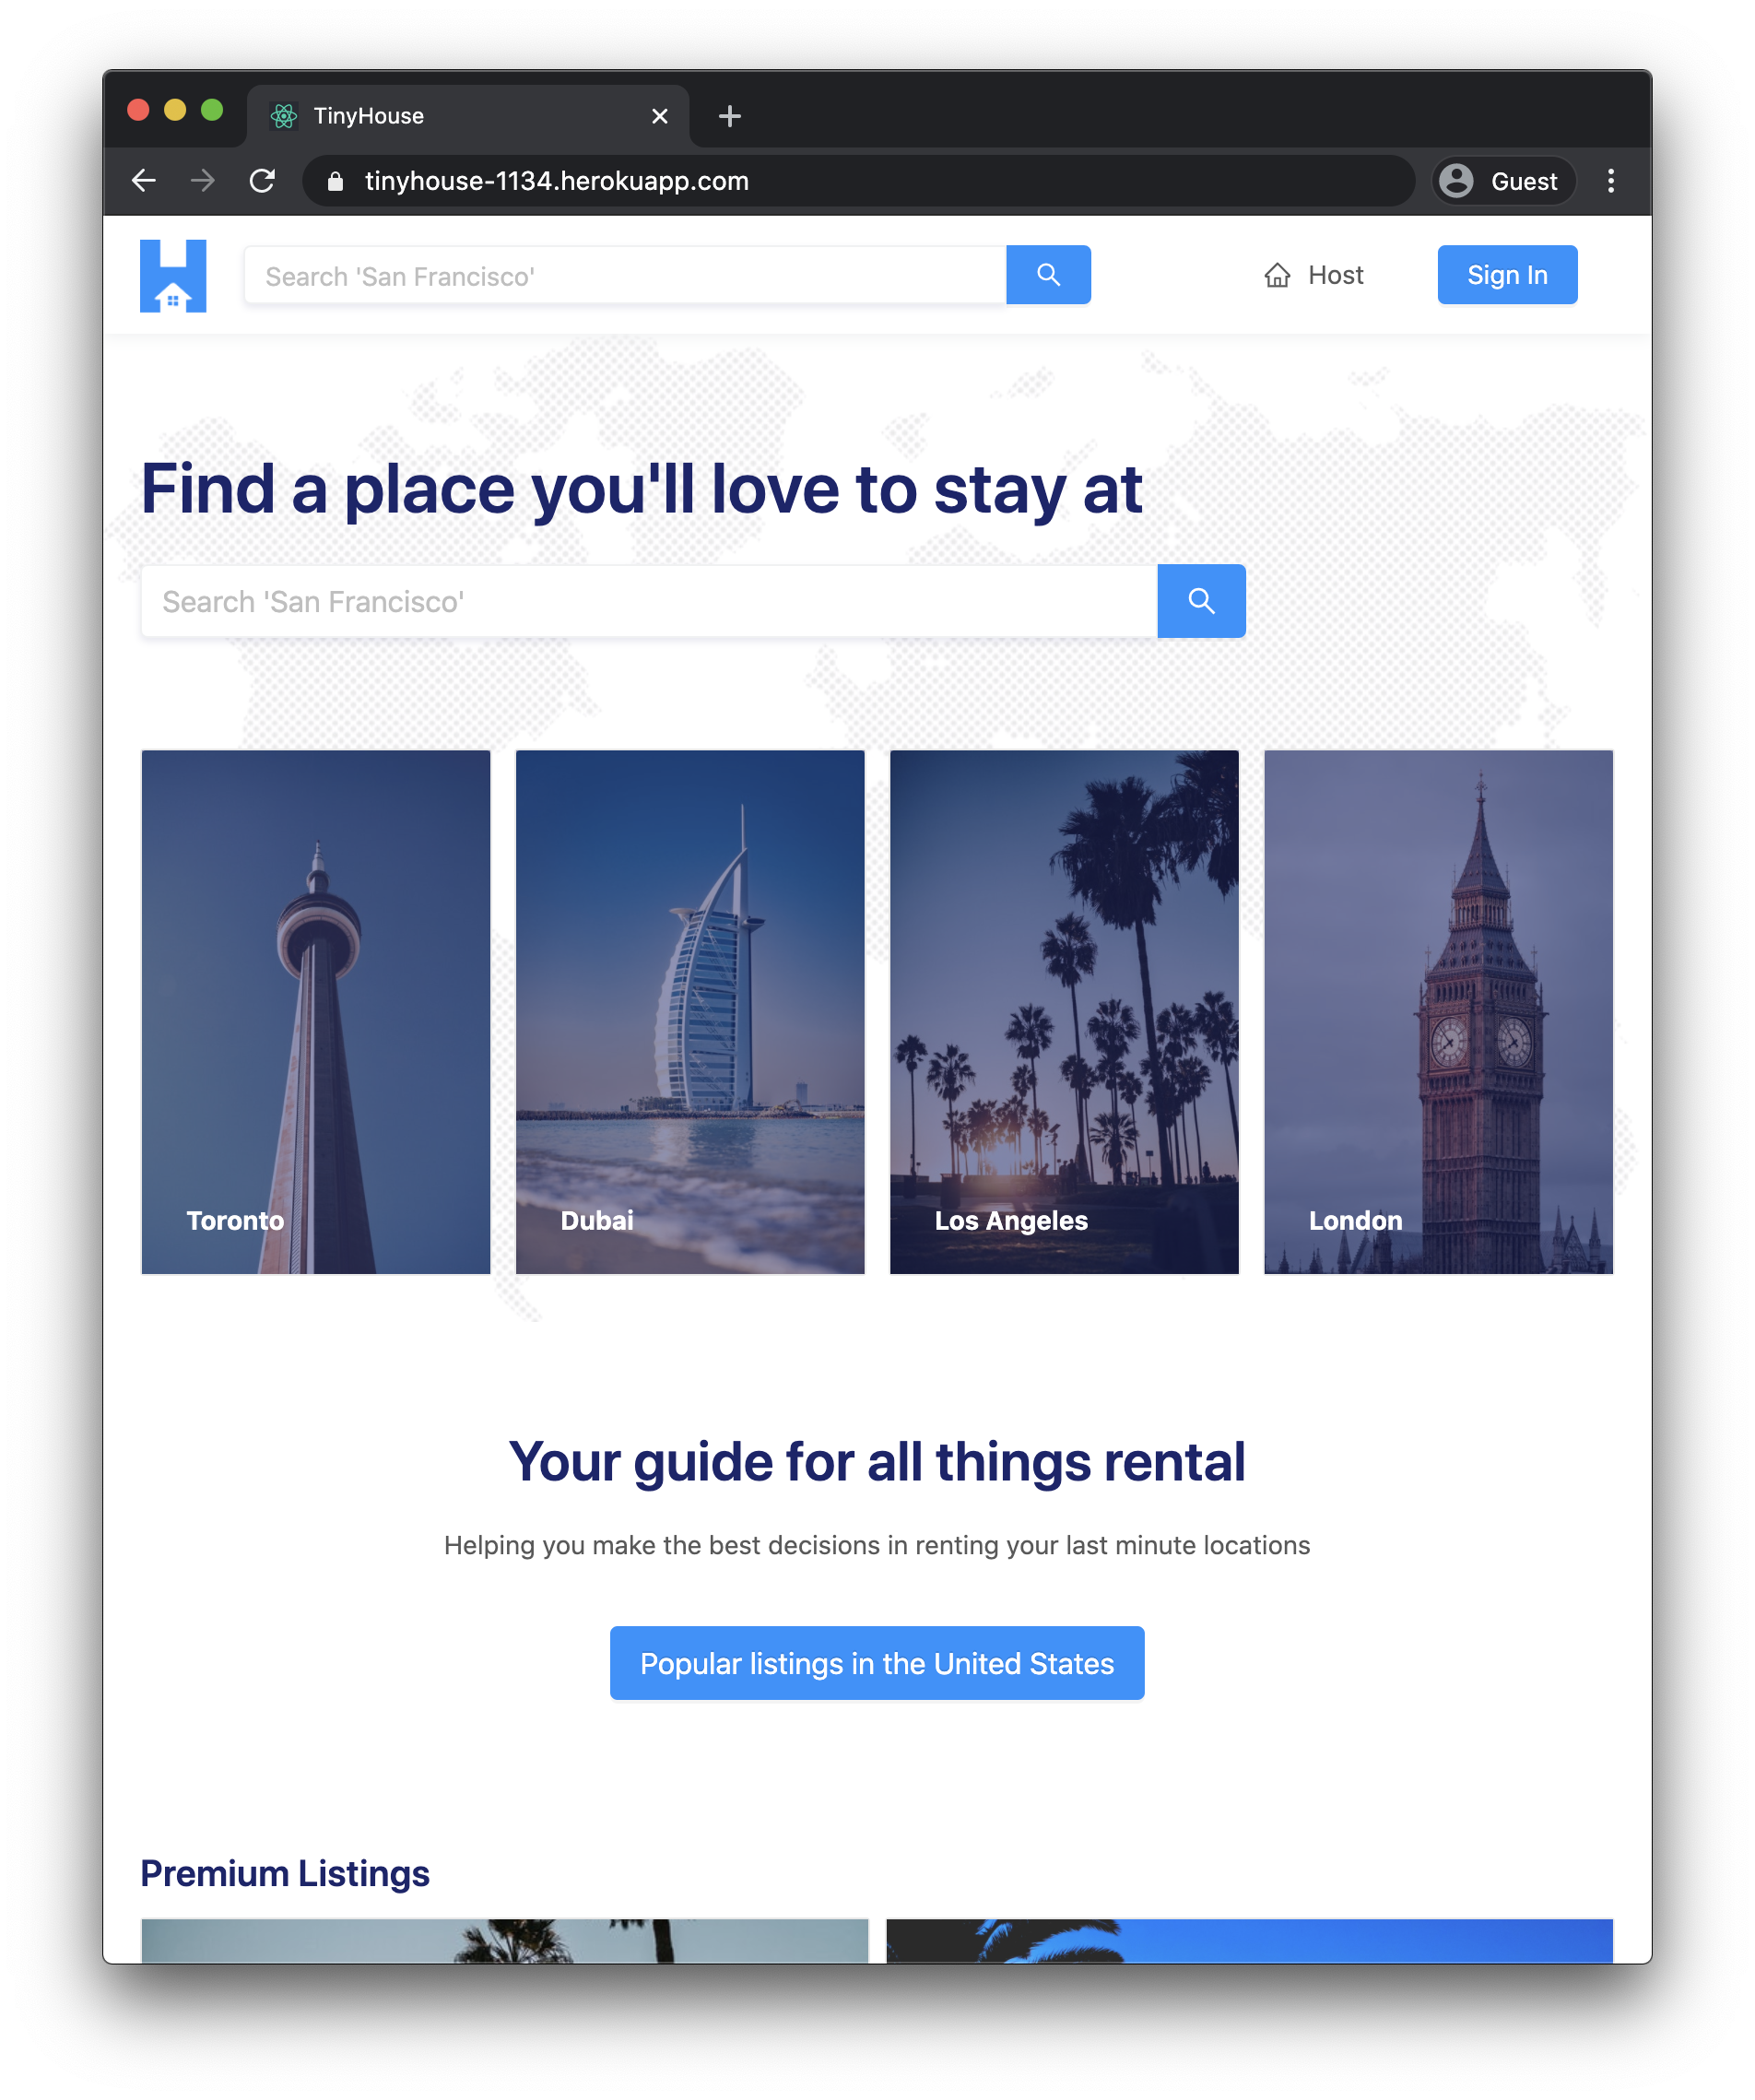 TinyHouse
tinyhouse-1134.herokuapp.com
Guest
Search 'San Francisco'
Host
Sign In
Find a place you'll love to stay at
Search 'San Francisco'
Toronto
Dubai
Los Angeles
London
Your guide for all things rental
Helping you make the best decisions in renting your last minute locations
Popular listings in the United States
Premium Listings